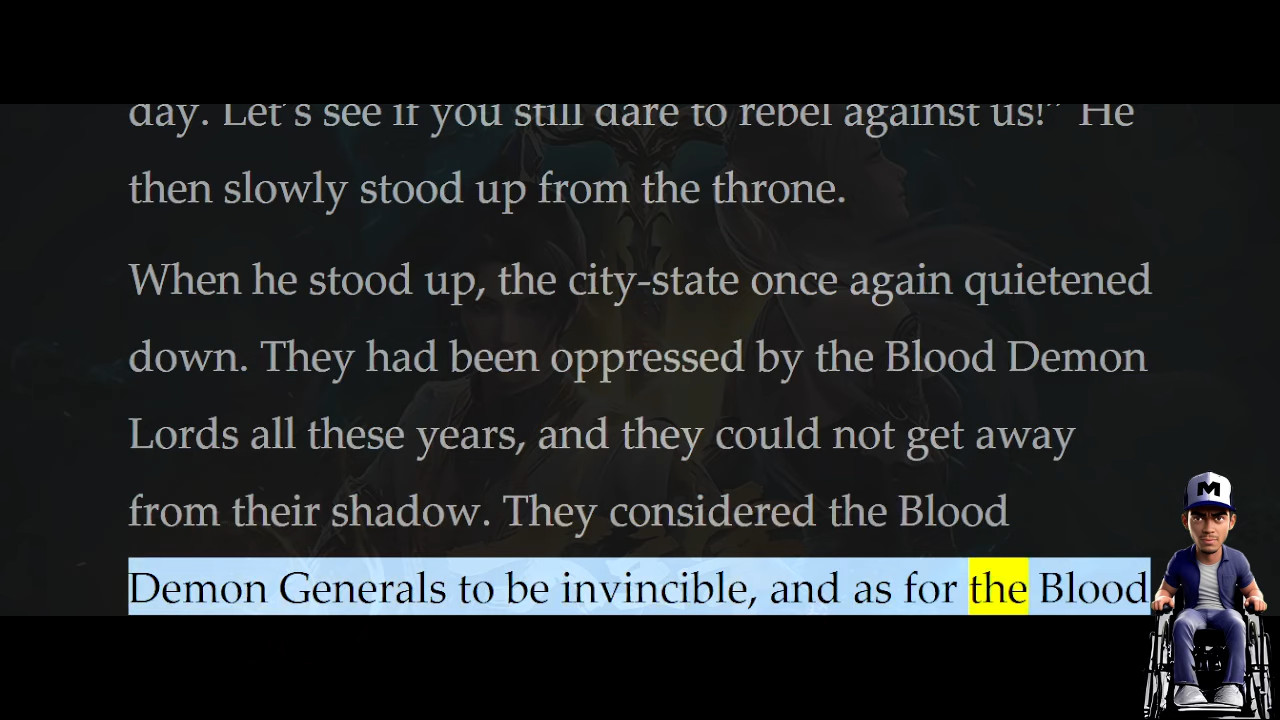 day. Let’s see if you still dare to rebel against us!” He
then slowly stood up from the throne.
When he stood up, the city-state once again quietened
down. They had been oppressed by the Blood Demon
Lords all these years, and they could not get away
from their shadow. They considered the Blood
Demon Generals to be invincible, and as for the Blood
M
M